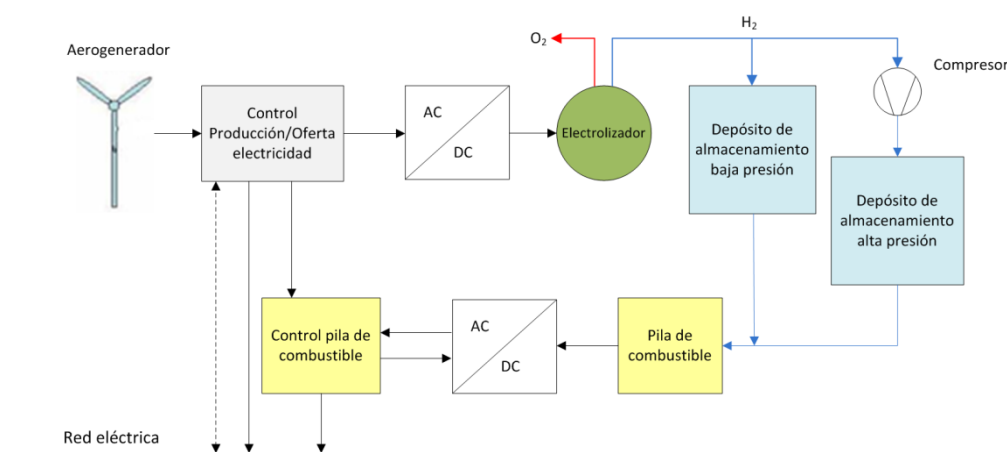 H₂
O₂
Aerogenerador
Compresor
Control
Producción/Oferta
electricidad
AC
DC
Electrolizador
Depósito de
almacenamiento
baja presión
Depósito de
almacenamiento
alta presión
Control pila de
combustible
AC
DC
Pila de
combustible
Red eléctrica